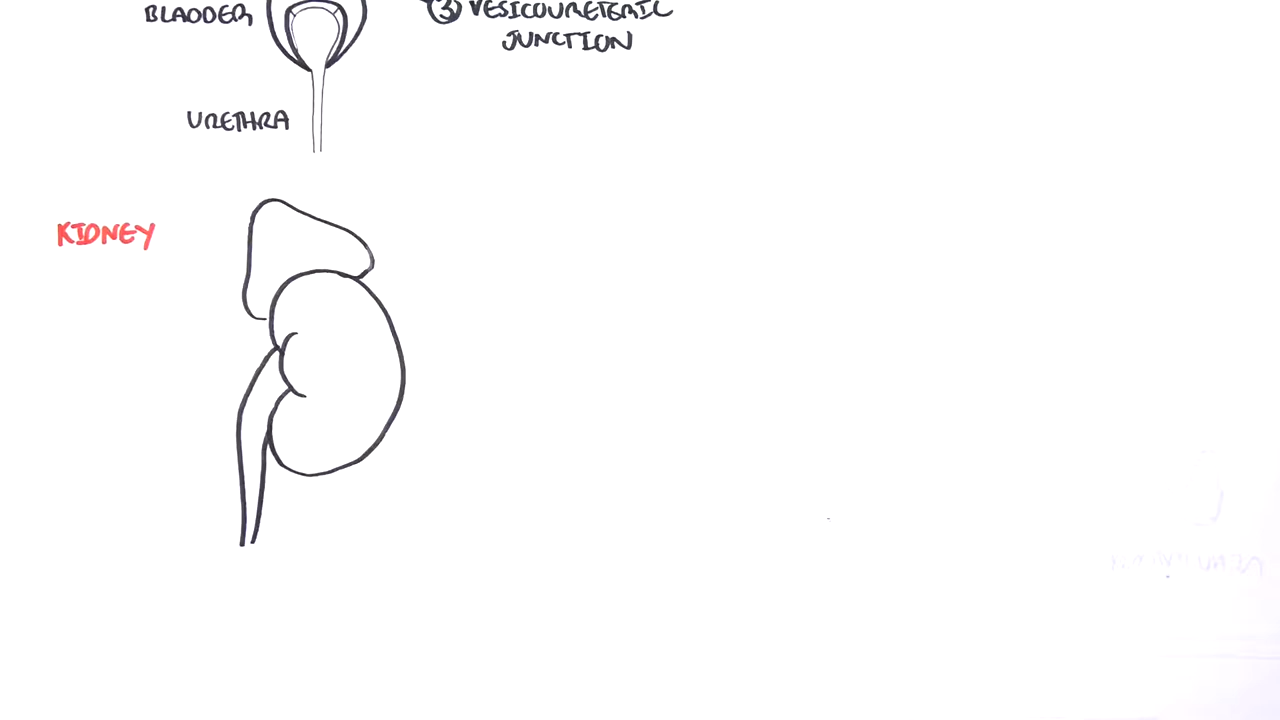 BLADDER
③ VESICOURETERIC
JUNCTION
URETHRA
KIDNEY